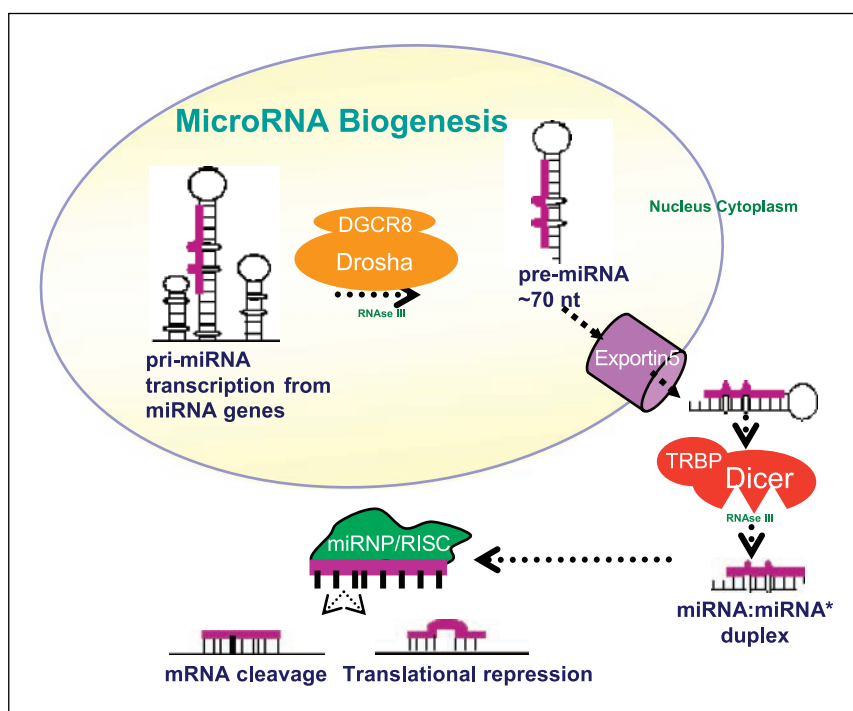 MicroRNA Biogenesis
DGCR8
Drosha
RNAse III
pri-miRNA
transcription from
miRNA genes
pre-miRNA
~70 nt
Nucleus Cytoplasm
Exportin5
TRBP
Dicer
RNAse III
miRNA:miRNA*
duplex
miRNP/RISC
mRNA cleavage
Translational repression